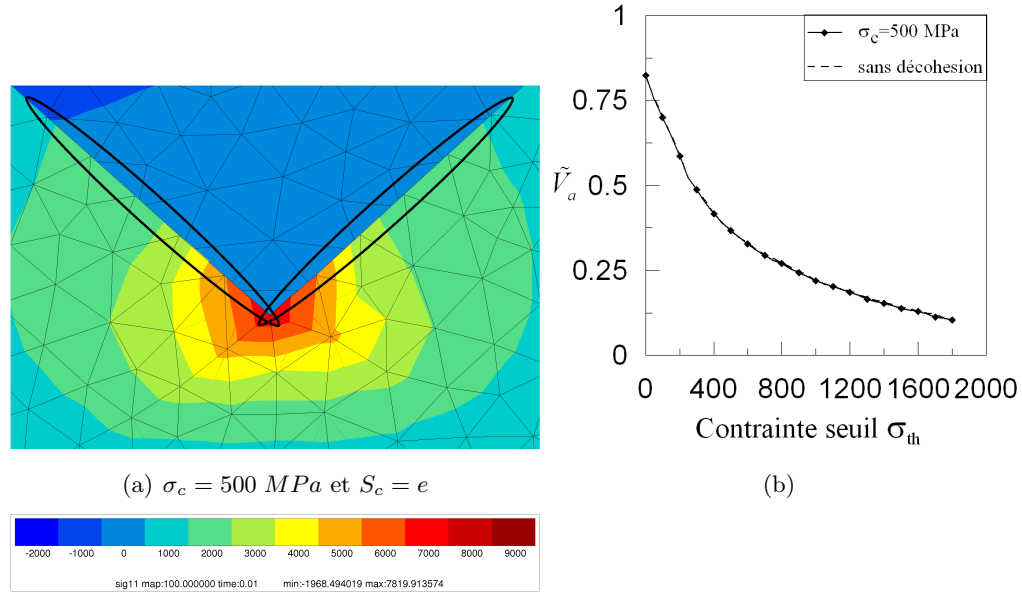 1
0.75
0.5
0.25
0
Ṽa
σc=500 MPa
sans décohesion
0 400 800 1200 1600 2000
Contrainte seuil σth
(a) σc = 500 MPa et Sc = e
(b)
-2000 -1000 0 1000 2000 3000 4000 5000 6000 7000 8000 9000
sig11 map:100.000000 time:0.01 min:-1968.494019 max:7819.913574